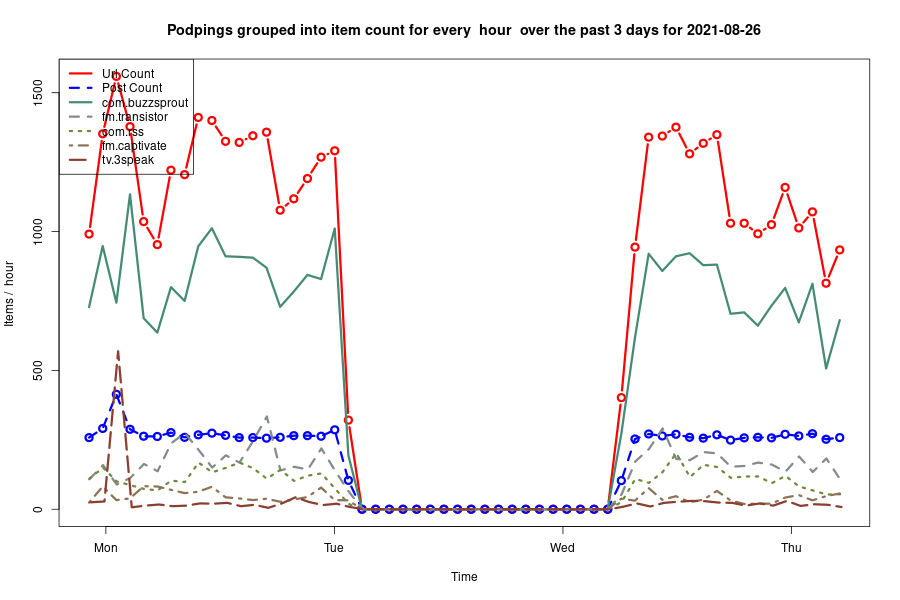 Podpings grouped into item count for every  hour  over the past 3 days for 2021-08-26
Url Count
Post Count
com.buzzsprout
fm.transistor
com.rss
fm.captivate
tv.3speak
1500
1000
500
0
Items /  hour
Mon
Tue
Wed
Thu
Time